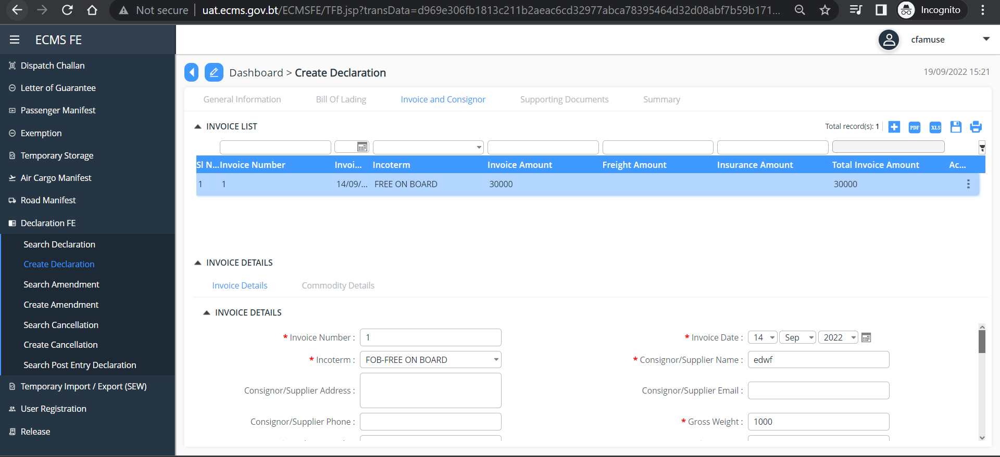 Not secure | uat.ecms.gov.bt/ECMSFE/TFB.jsp?transData=d969e306fb1813c211b2aeac6cd32977abca78395464d32d08abf7b59b171... Incognito
ECMS FE
cfamuse
Dispatch Challan
Letter of Guarantee
Passenger Manifest
Exemption
Temporary Storage
Air Cargo Manifest
Road Manifest
Declaration FE
Search Declaration
Create Declaration
Search Amendment
Create Amendment
Search Cancellation
Create Cancellation
Search Post Entry Declaration
Temporary Import / Export (SEW)
User Registration
Release
Dashboard > Create Declaration
19/09/2022 15:21
General Information Bill Of Lading Invoice and Consignor Supporting Documents Summary
INVOICE LIST
Total record(s): 1 PDF XLS
Sl N... Invoice Number Invoi... Incoterm Invoice Amount Freight Amount Insurance Amount Total Invoice Amount Ac...
1 1 14/09/... FREE ON BOARD 30000 30000
INVOICE DETAILS
Invoice Details Commodity Details
INVOICE DETAILS
* Invoice Number : 1 * Invoice Date : 14 Sep 2022
* Incoterm : FOB-FREE ON BOARD * Consignor/Supplier Name : edwf
Consignor/Supplier Address : Consignor/Supplier Email :
Consignor/Supplier Phone : * Gross Weight : 1000